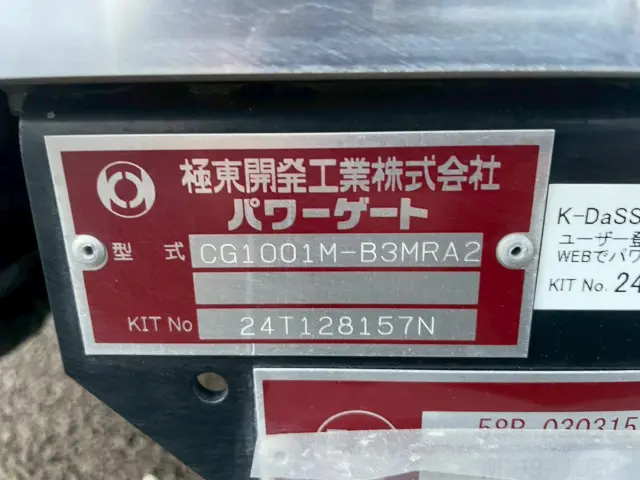 極東開発工業株式会社
パワーゲート
型式 CG1001M-B3MRA2
KIT No 24T128157N
K-DaSS
ユーザー登
WEBでパワ
KIT No. 24
58P 030315